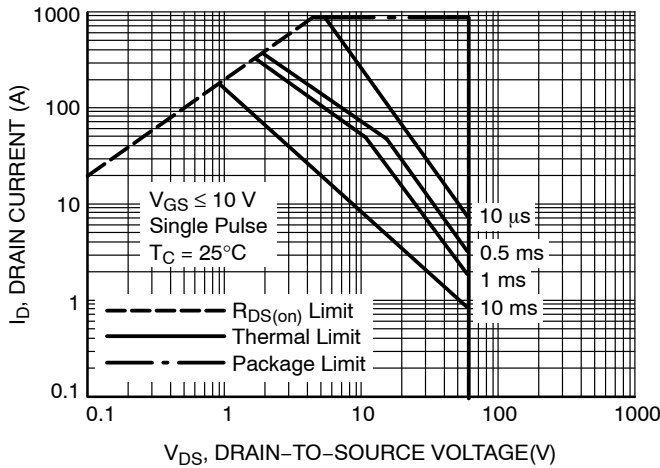 1000
100
10
1
0.1
I_D, DRAIN CURRENT (A)
V_GS ≤ 10 V
Single Pulse
T_C = 25°C
10 μs
0.5 ms
1 ms
10 ms
R_DS(on) Limit
Thermal Limit
Package Limit
0.1 1 10 100 1000
V_DS, DRAIN−TO−SOURCE VOLTAGE(V)